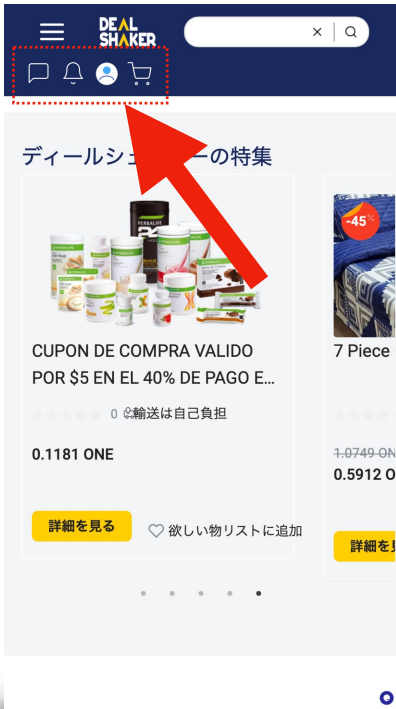 DEAL
SHAKER
ディールシェ
ーの特集
HERBALIFE
-45%
CUPON DE COMPRA VALIDO
POR $5 EN EL 40% DE PAGO E...
7 Piece
0
輸送は自己負担
0.1181 ONE
1.0749 ON
0.5912 O
詳細を見る
欲しい物リストに追加
詳細を見